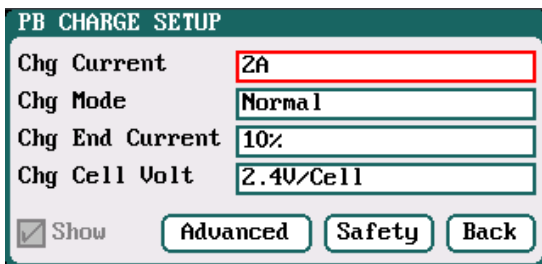 PB CHARGE SETUP
Chg Current 2A
Chg Mode Normal
Chg End Current 10%
Chg Cell Volt 2.4V/Cell
Show Advanced Safety Back